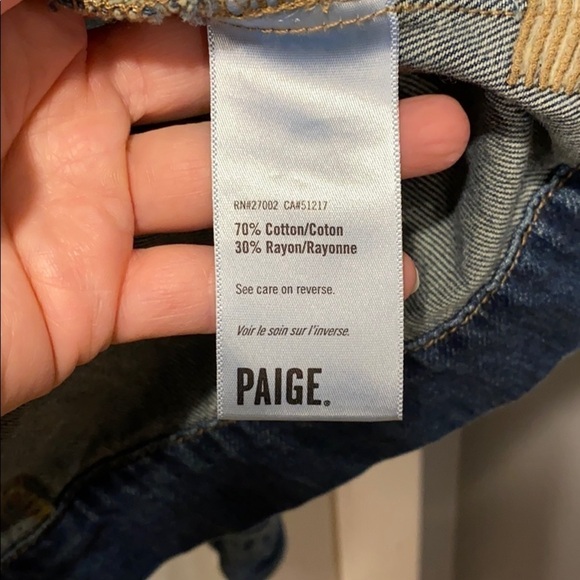 RN#27002 CA#51217
70% Cotton/Coton
30% Rayon/Rayonne
See care on reverse.
Voir le soin sur l'inverse.
PAIGE.